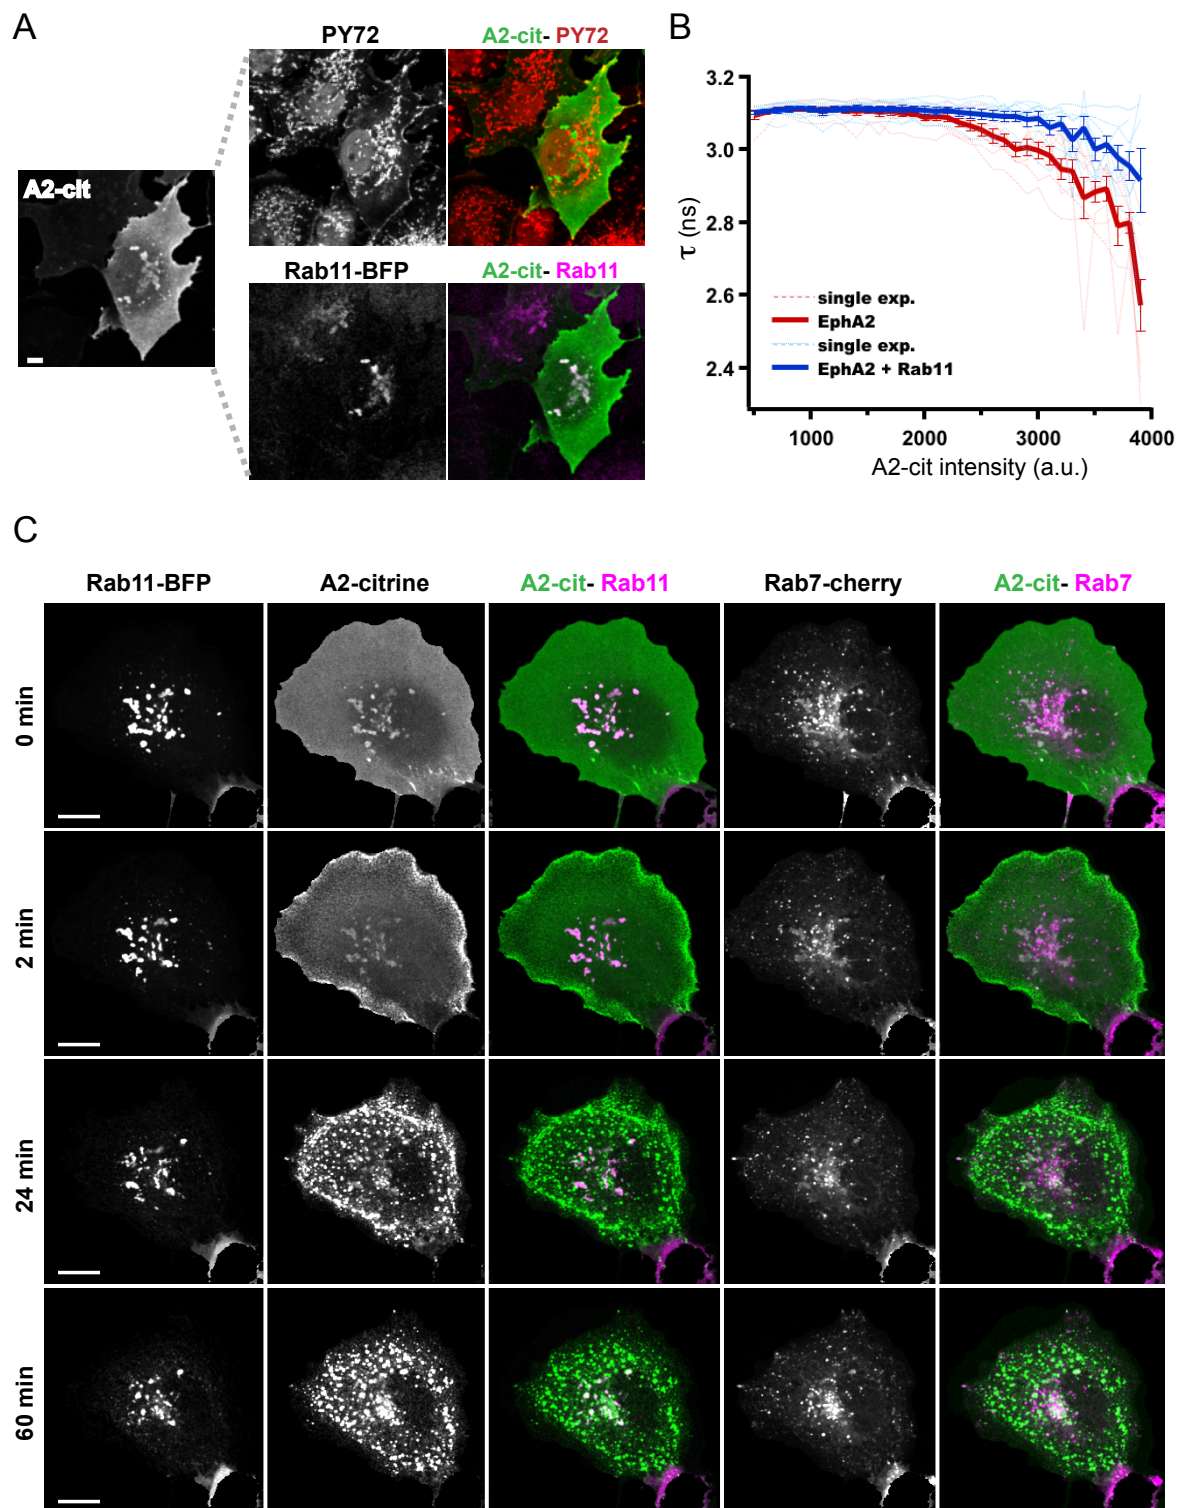 A
PY72
A2-cit- PY72
A2-cit
Rab11-BFP
A2-cit- Rab11
B
3.2
3.0
2.8
2.6
2.4
τ (ns)
single exp.
EphA2
single exp.
EphA2 + Rab11
1000 2000 3000 4000
A2-cit intensity (a.u.)
C
Rab11-BFP A2-citrine A2-cit- Rab11 Rab7-cherry A2-cit- Rab7
0 min
2 min
24 min
60 min